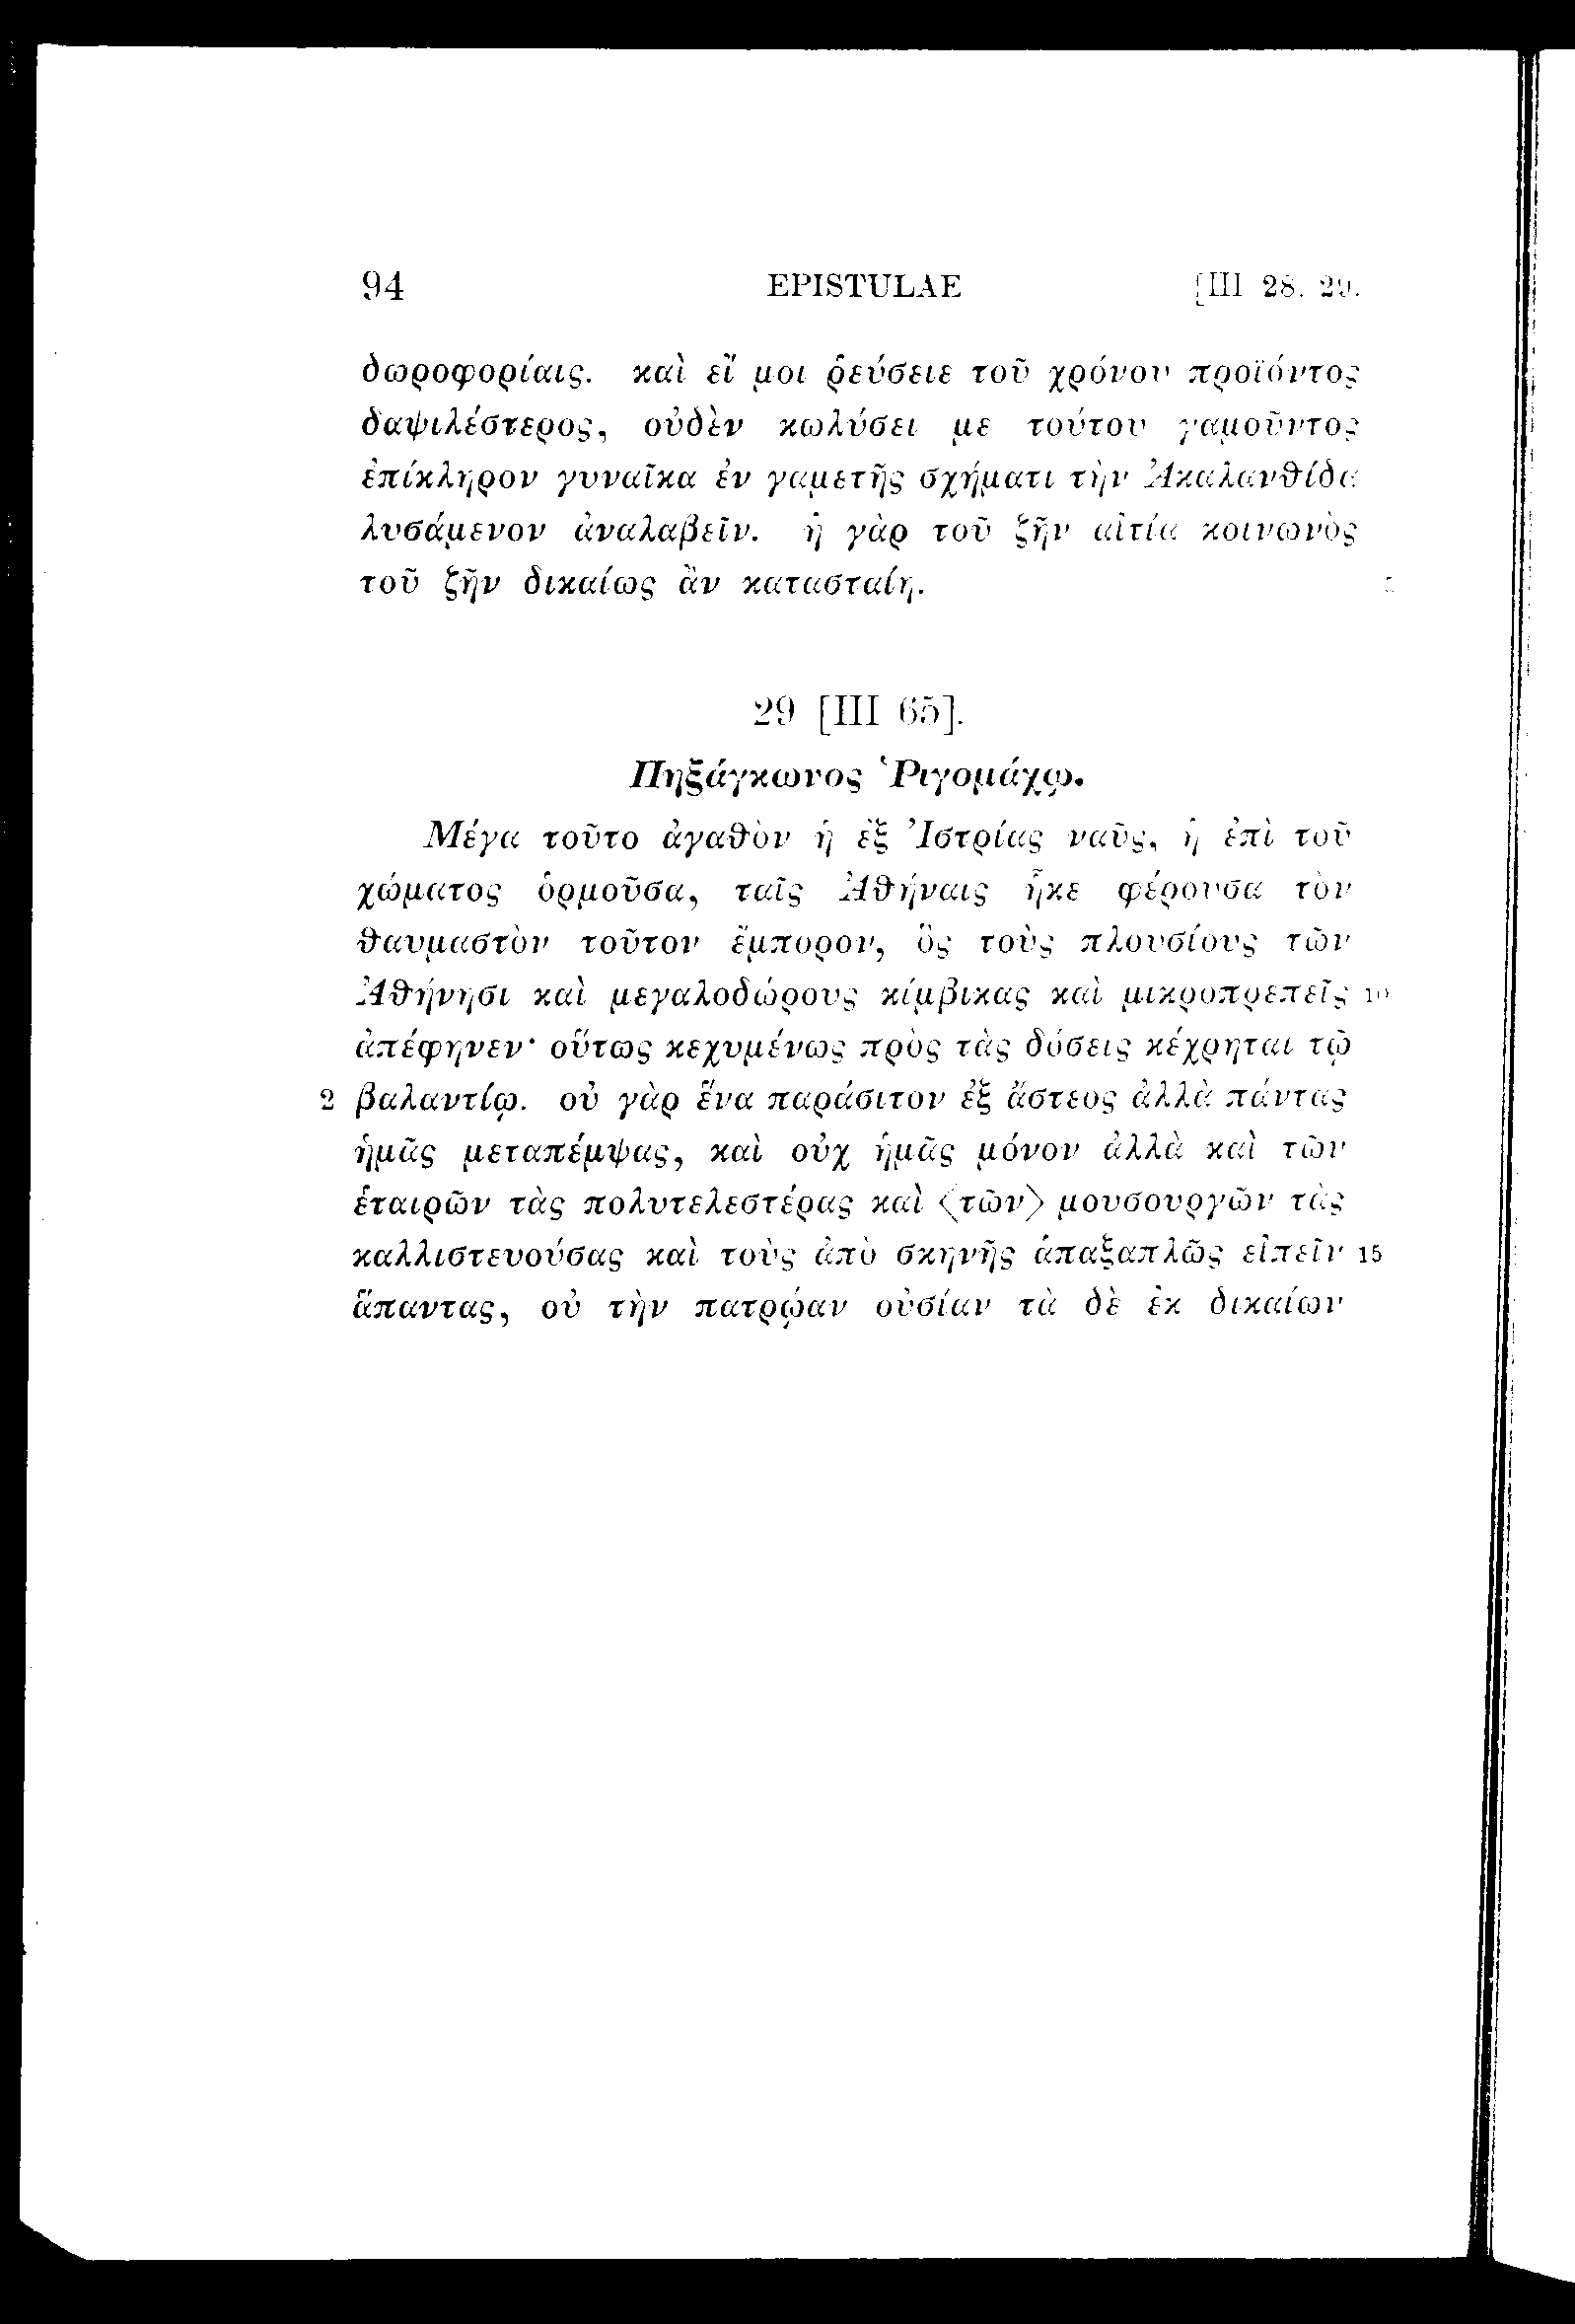 94 EPISTULAE [III 28. 29.
δωροφορίαις. καὶ εἴ μοι ῥεύσειε τοῦ χρόνου προϊόντος
δαψιλέστερος, οὐδὲν κωλύσει με τούτου γαμοῦντος
ἐπίκληρον γυναῖκα ἐν γαμετῆς σχήματι τὴν Ἀκαλανθίδα
λυσάμενον ἀναλαβεῖν. ἡ γὰρ τοῦ ζῆν αἰτία κοινωνὸς
τοῦ ζῆν δικαίως ἂν κατασταίη. 5
29 [III 65].
Πηξάγκωνος Ῥιγομάχῳ.
Μέγα τοῦτο ἀγαθὸν ἡ ἐξ Ἰστρίας ναῦς, ἡ ἐπὶ τοῦ
χώματος ὁρμοῦσα, ταῖς Ἀθήναις ἧκε φέρουσα τὸν
θαυμαστὸν τοῦτον ἔμπορον, ὃς τοὺς πλουσίους τῶν
Ἀθήνησι καὶ μεγαλοδώρους κίμβικας καὶ μικροπρεπεῖς 10
ἀπέφηνεν· οὕτως κεχυμένως πρὸς τὰς δόσεις κέχρηται τῷ
2 βαλαντίῳ. οὐ γὰρ ἕνα παράσιτον ἐξ ἄστεος ἀλλὰ πάντας
ἡμᾶς μεταπέμψας, καὶ οὐχ ἡμᾶς μόνον ἀλλὰ καὶ τῶν
ἑταιρῶν τὰς πολυτελεστέρας καὶ ⟨τῶν⟩ μουσουργῶν τὰς
καλλιστευούσας καὶ τοὺς ἀπὸ σκηνῆς ἁπαξαπλῶς εἰπεῖν 15
ἅπαντας, οὐ τὴν πατρῴαν οὐσίαν τὰ δὲ ἐκ δικαίων